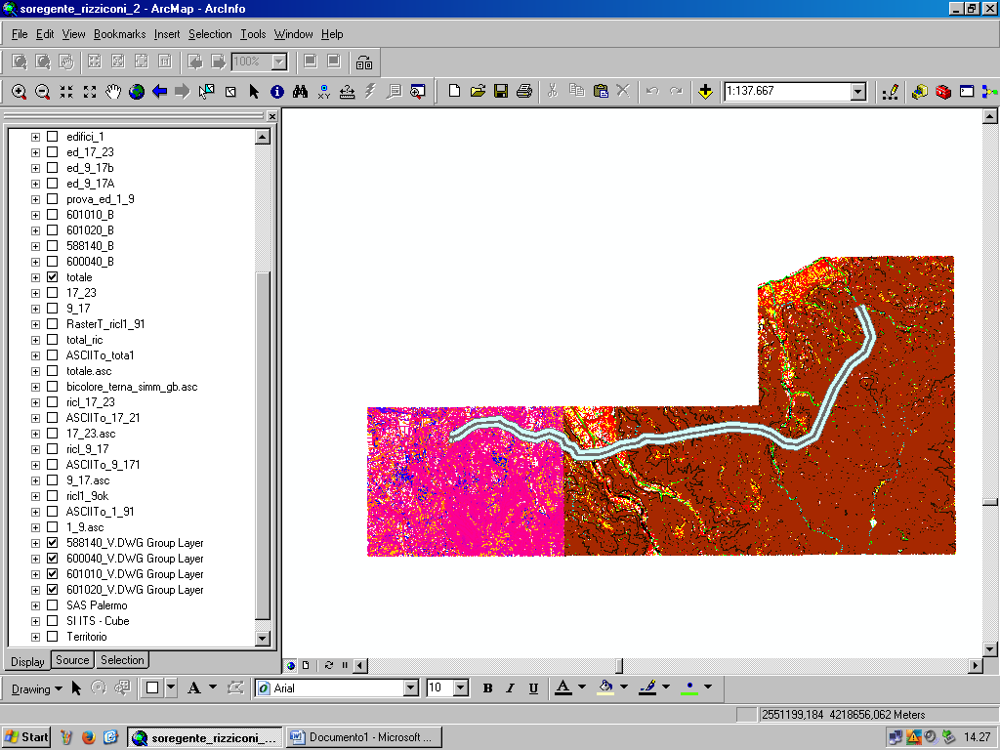 soregente_rizziconi_2 - ArcMap - ArcInfo
File Edit View Bookmarks Insert Selection Tools Window Help
100%
1:137.667
edifici_1
ed_17_23
ed_9_17b
ed_9_17A
prova_ed_1_9
601010_B
601020_B
588140_B
600040_B
totale
17_23
9_17
RasterT_ricl1_91
total_ric
ASCIITo_tota1
totale.asc
bicolore_terna_simm_gb.asc
ricl_17_23
ASCIITo_17_21
17_23.asc
ricl_9_17
ASCIITo_9_171
9_17.asc
ricl1_9ok
ASCIITo_1_91
1_9.asc
588140_V.DWG Group Layer
600040_V.DWG Group Layer
601010_V.DWG Group Layer
601020_V.DWG Group Layer
SAS Palermo
SI ITS - Cube
Territorio
Display Source Selection
Drawing A Arial 10 B I U A
2551199,184 4218656,062 Meters
Start soregente_rizziconi_... Documento1 - Microsoft ... 14.27